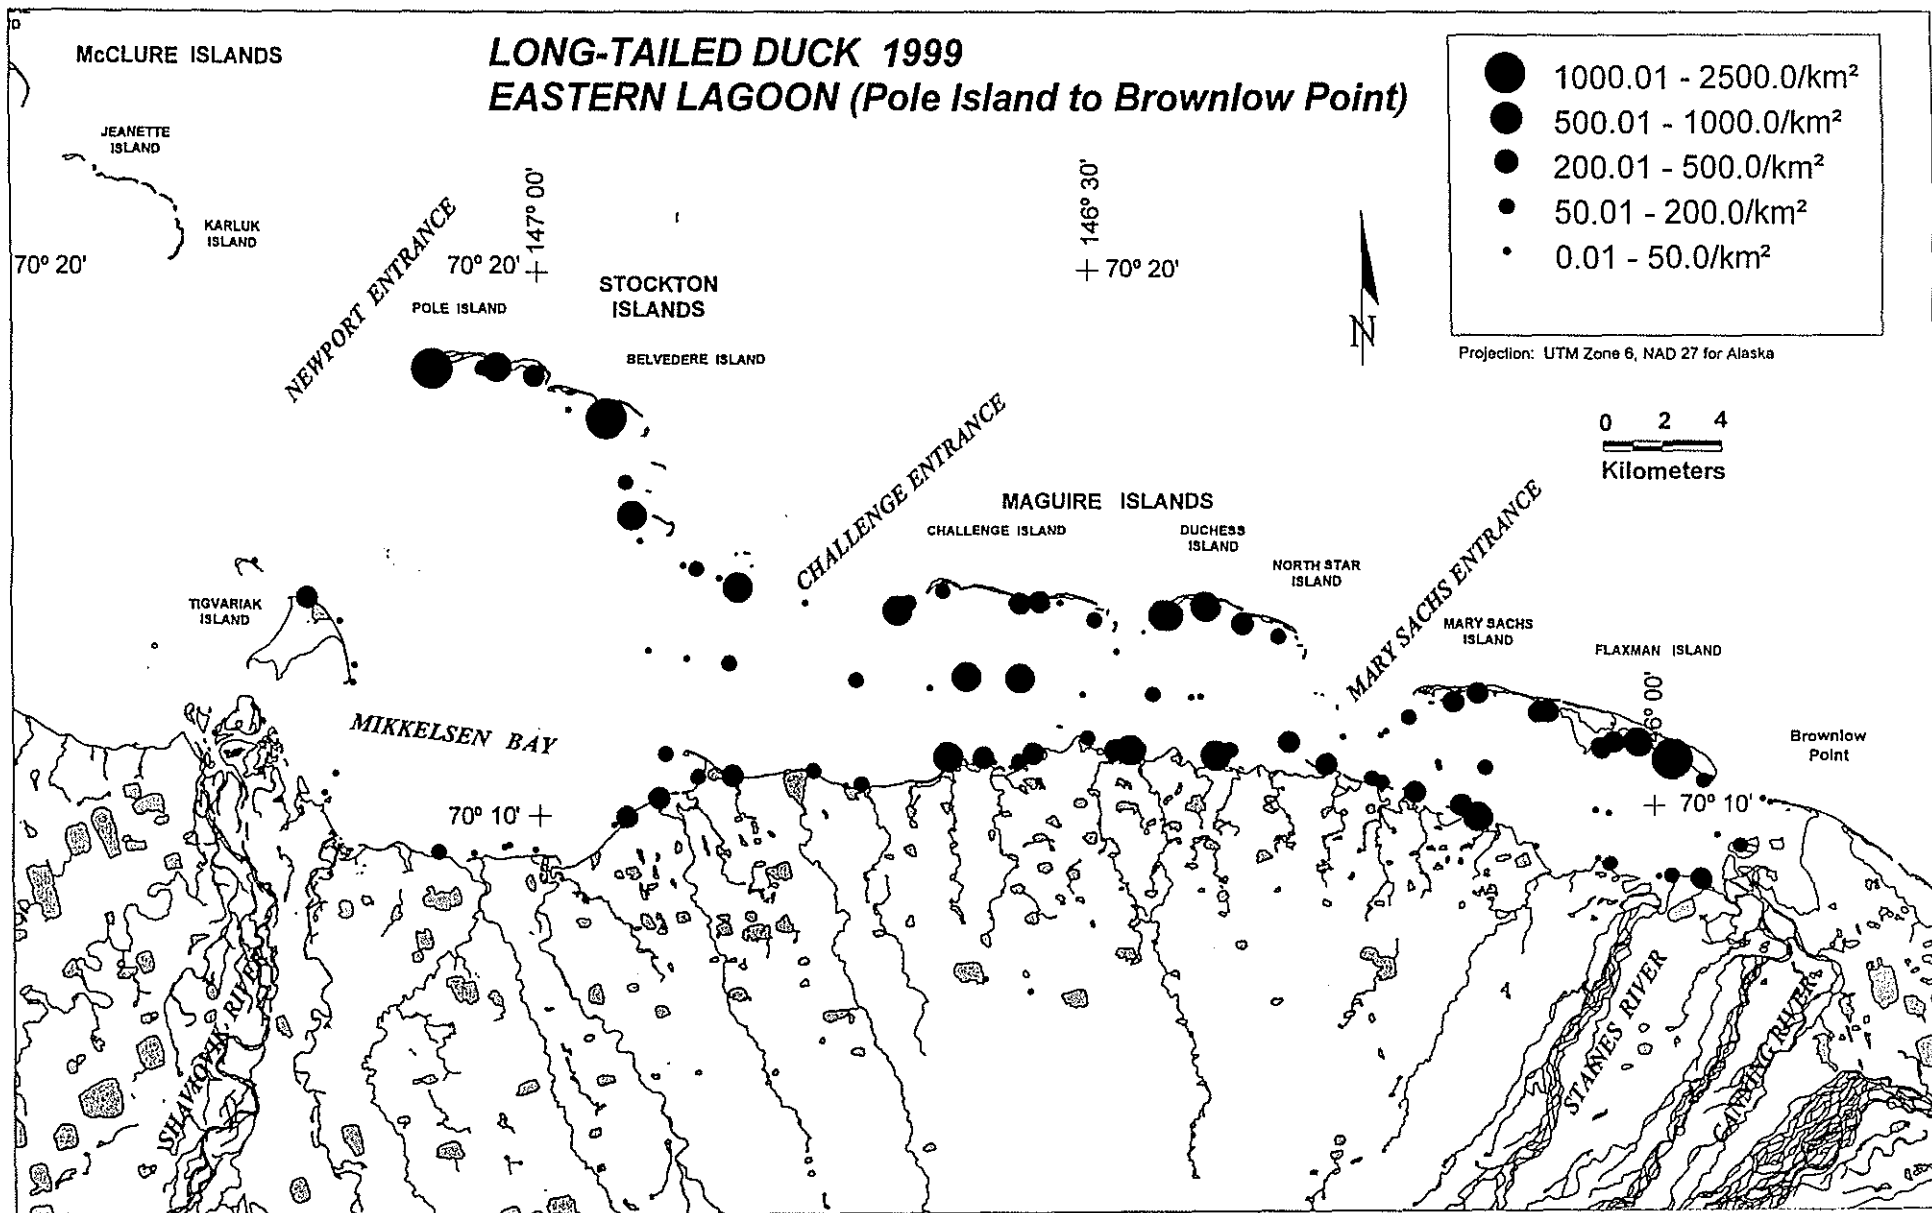 McCLURE ISLANDS
LONG-TAILED DUCK 1999
EASTERN LAGOON (Pole Island to Brownlow Point)
1000.01 - 2500.0/km²
500.01 - 1000.0/km²
200.01 - 500.0/km²
50.01 - 200.0/km²
0.01 - 50.0/km²
Projection: UTM Zone 6, NAD 27 for Alaska
JEANETTE
ISLAND
KARLUK
ISLAND
70° 20'
NEWPORT ENTRANCE
70° 20'
147° 00'
146° 30'
70° 20'
N
STOCKTON
ISLANDS
POLE ISLAND
BELVEDERE ISLAND
0 2 4
Kilometers
CHALLENGE ENTRANCE
MAGUIRE ISLANDS
CHALLENGE ISLAND
DUCHESS
ISLAND
NORTH STAR
ISLAND
MARY SACHS ENTRANCE
TIGVARIAK
ISLAND
MARY SACHS
ISLAND
FLAXMAN ISLAND
MIKKELSEN BAY
Brownlow
Point
70° 10'
70° 10'
SHAVIOVIK RIVER
STAINES RIVER
CANNING RIVER